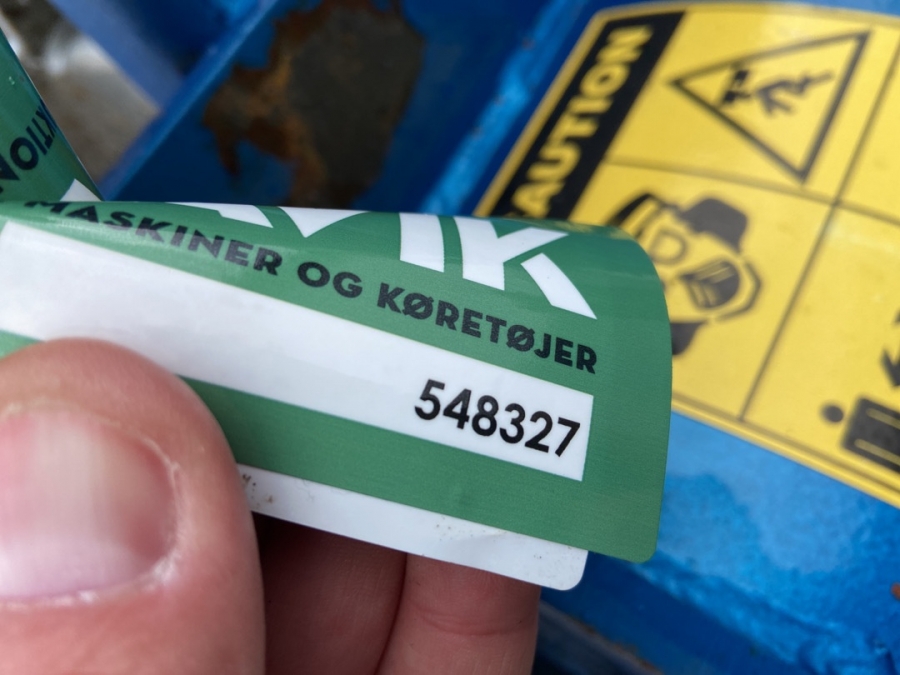 MASKINER OG KØRETØJER
548327
CAUTION